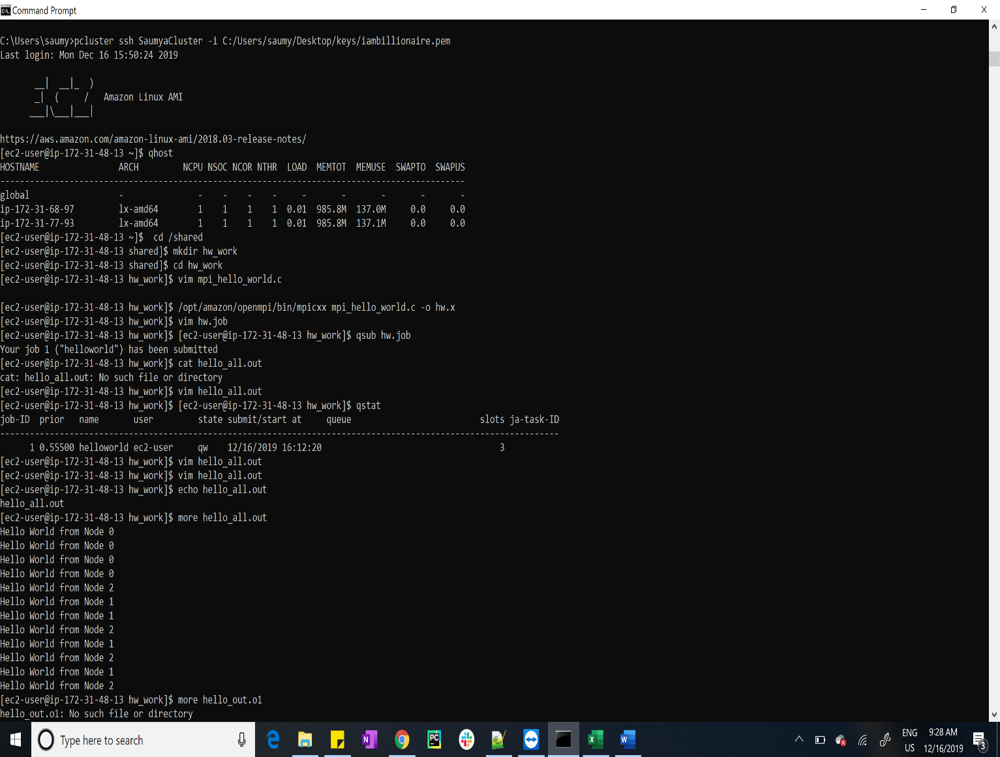 Command Prompt
C:\Users\saumy>pcluster ssh SaumyaCluster -i C:/Users/saumy/Desktop/keys/iambillionaire.pem
Last login: Mon Dec 16 15:50:24 2019
       __|  __|_  )
       _|  (     /   Amazon Linux AMI
      ___|\___|___|
https://aws.amazon.com/amazon-linux-ami/2018.03-release-notes/
[ec2-user@ip-172-31-48-13 ~]$ qhost
HOSTNAME                ARCH         NCPU NSOC NCOR NTHR  LOAD  MEMTOT  MEMUSE  SWAPTO  SWAPUS
----------------------------------------------------------------------------------------------
global                  -               -    -    -    -     -       -       -       -       -
ip-172-31-68-97         lx-amd64        1    1    1    1  0.01  985.8M  137.0M     0.0     0.0
ip-172-31-77-93         lx-amd64        1    1    1    1  0.01  985.8M  137.1M     0.0     0.0
[ec2-user@ip-172-31-48-13 ~]$  cd /shared
[ec2-user@ip-172-31-48-13 shared]$ mkdir hw_work
[ec2-user@ip-172-31-48-13 shared]$ cd hw_work
[ec2-user@ip-172-31-48-13 hw_work]$ vim mpi_hello_world.c
[ec2-user@ip-172-31-48-13 hw_work]$ /opt/amazon/openmpi/bin/mpicxx mpi_hello_world.c -o hw.x
[ec2-user@ip-172-31-48-13 hw_work]$ vim hw.job
[ec2-user@ip-172-31-48-13 hw_work]$ [ec2-user@ip-172-31-48-13 hw_work]$ qsub hw.job
Your job 1 ("helloworld") has been submitted
[ec2-user@ip-172-31-48-13 hw_work]$ cat hello_all.out
cat: hello_all.out: No such file or directory
[ec2-user@ip-172-31-48-13 hw_work]$ vim hello_all.out
[ec2-user@ip-172-31-48-13 hw_work]$ [ec2-user@ip-172-31-48-13 hw_work]$ qstat
job-ID  prior   name       user         state submit/start at     queue                          slots ja-task-ID
-----------------------------------------------------------------------------------------------------------------
      1 0.55500 helloworld ec2-user     qw    12/16/2019 16:12:20                                    3
[ec2-user@ip-172-31-48-13 hw_work]$ vim hello_all.out
[ec2-user@ip-172-31-48-13 hw_work]$ vim hello_all.out
[ec2-user@ip-172-31-48-13 hw_work]$ echo hello_all.out
hello_all.out
[ec2-user@ip-172-31-48-13 hw_work]$ more hello_all.out
Hello World from Node 0
Hello World from Node 0
Hello World from Node 0
Hello World from Node 0
Hello World from Node 2
Hello World from Node 1
Hello World from Node 1
Hello World from Node 2
Hello World from Node 1
Hello World from Node 2
Hello World from Node 1
Hello World from Node 2
[ec2-user@ip-172-31-48-13 hw_work]$ more hello_out.o1
hello_out.o1: No such file or directory
Type here to search
ENG
US
9:28 AM
12/16/2019
3